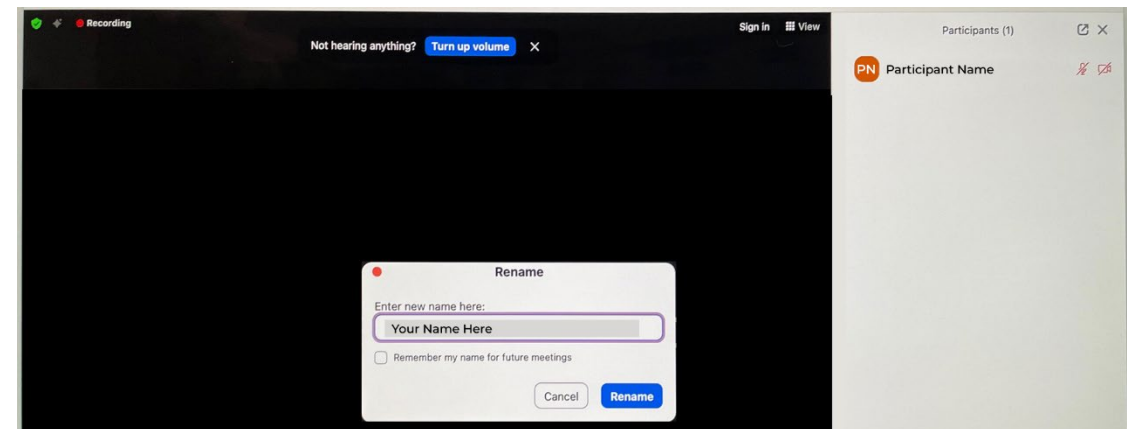 Recording
Sign in
View
Not hearing anything? Turn up volume
Participants (1)
PN Participant Name
Rename
Enter new name here:
Your Name Here
Remember my name for future meetings
Cancel Rename